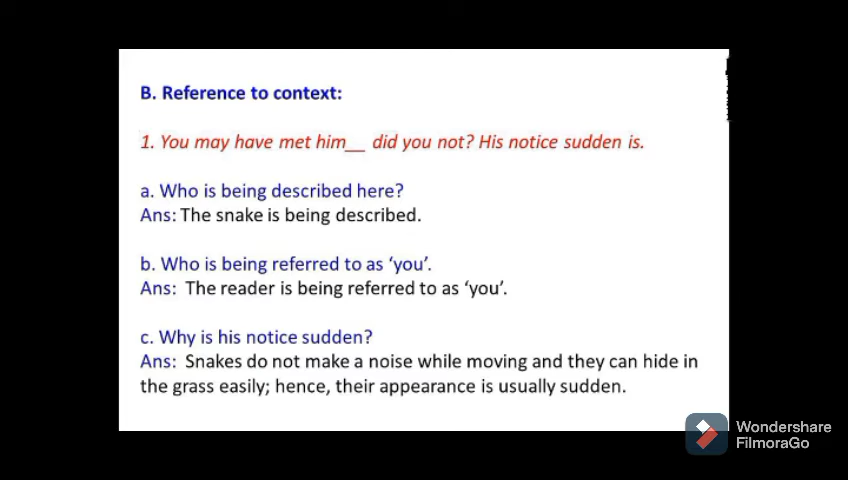 B. Reference to context:
1. You may have met him__ did you not? His notice sudden is.
a. Who is being described here?
Ans: The snake is being described.
b. Who is being referred to as ‘you’.
Ans: The reader is being referred to as ‘you’.
c. Why is his notice sudden?
Ans: Snakes do not make a noise while moving and they can hide in
the grass easily; hence, their appearance is usually sudden.
Wondershare
FilmoraGo